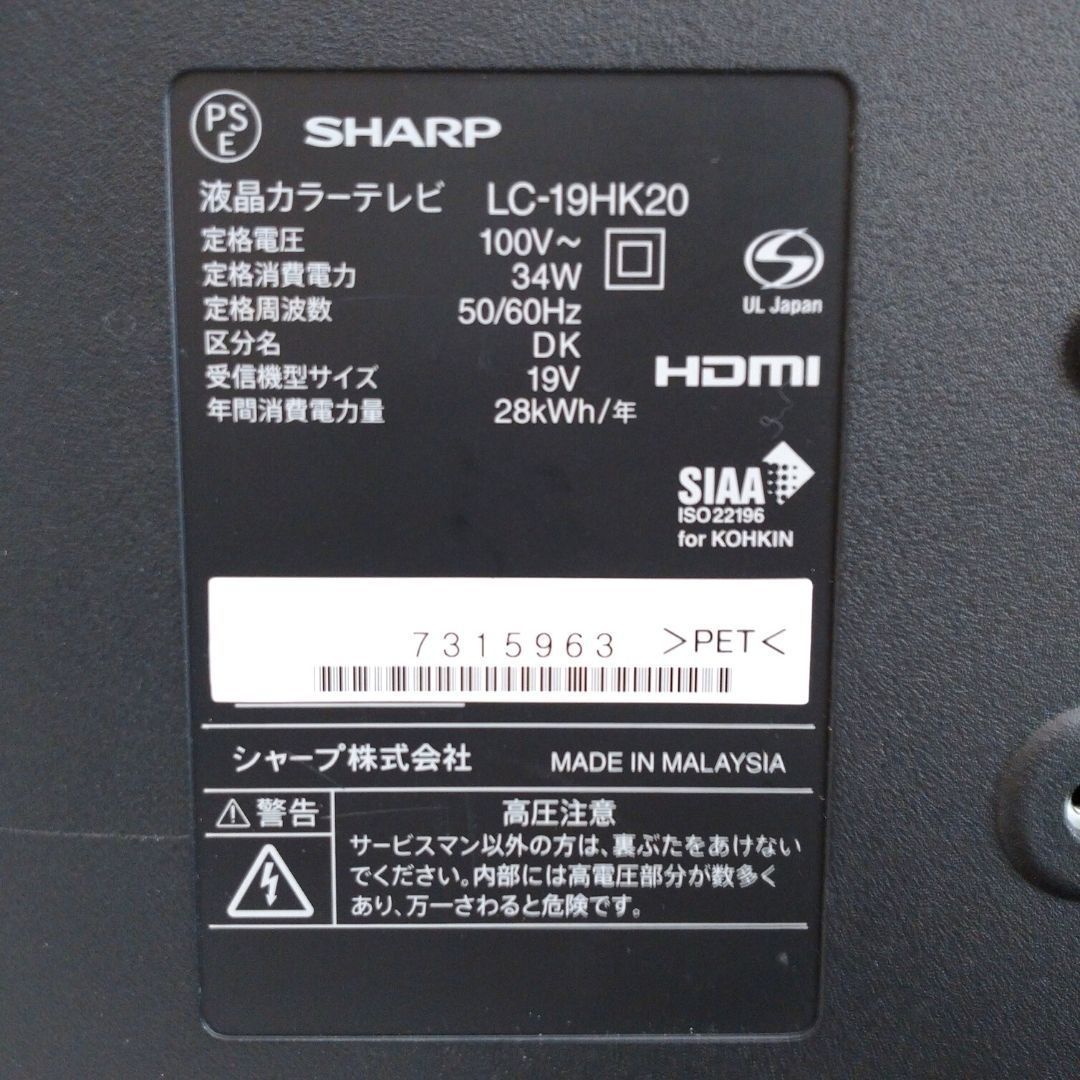 PS
E
SHARP
液晶カラーテレビ LC-19HK20
定格電圧 100V～
定格消費電力 34W
定格周波数 50/60Hz
UL Japan
区分名 DK
受信機型サイズ 19V
HDMI
年間消費電力量 28kWh/年
SIAA
ISO 22196
for KOHKIN
7315963 >PET<
シャープ株式会社 MADE IN MALAYSIA
⚠警告
高圧注意
サービスマン以外の方は、裏ぶたをあけない
でください。内部には高電圧部分が数多く
あり、万一さわると危険です。